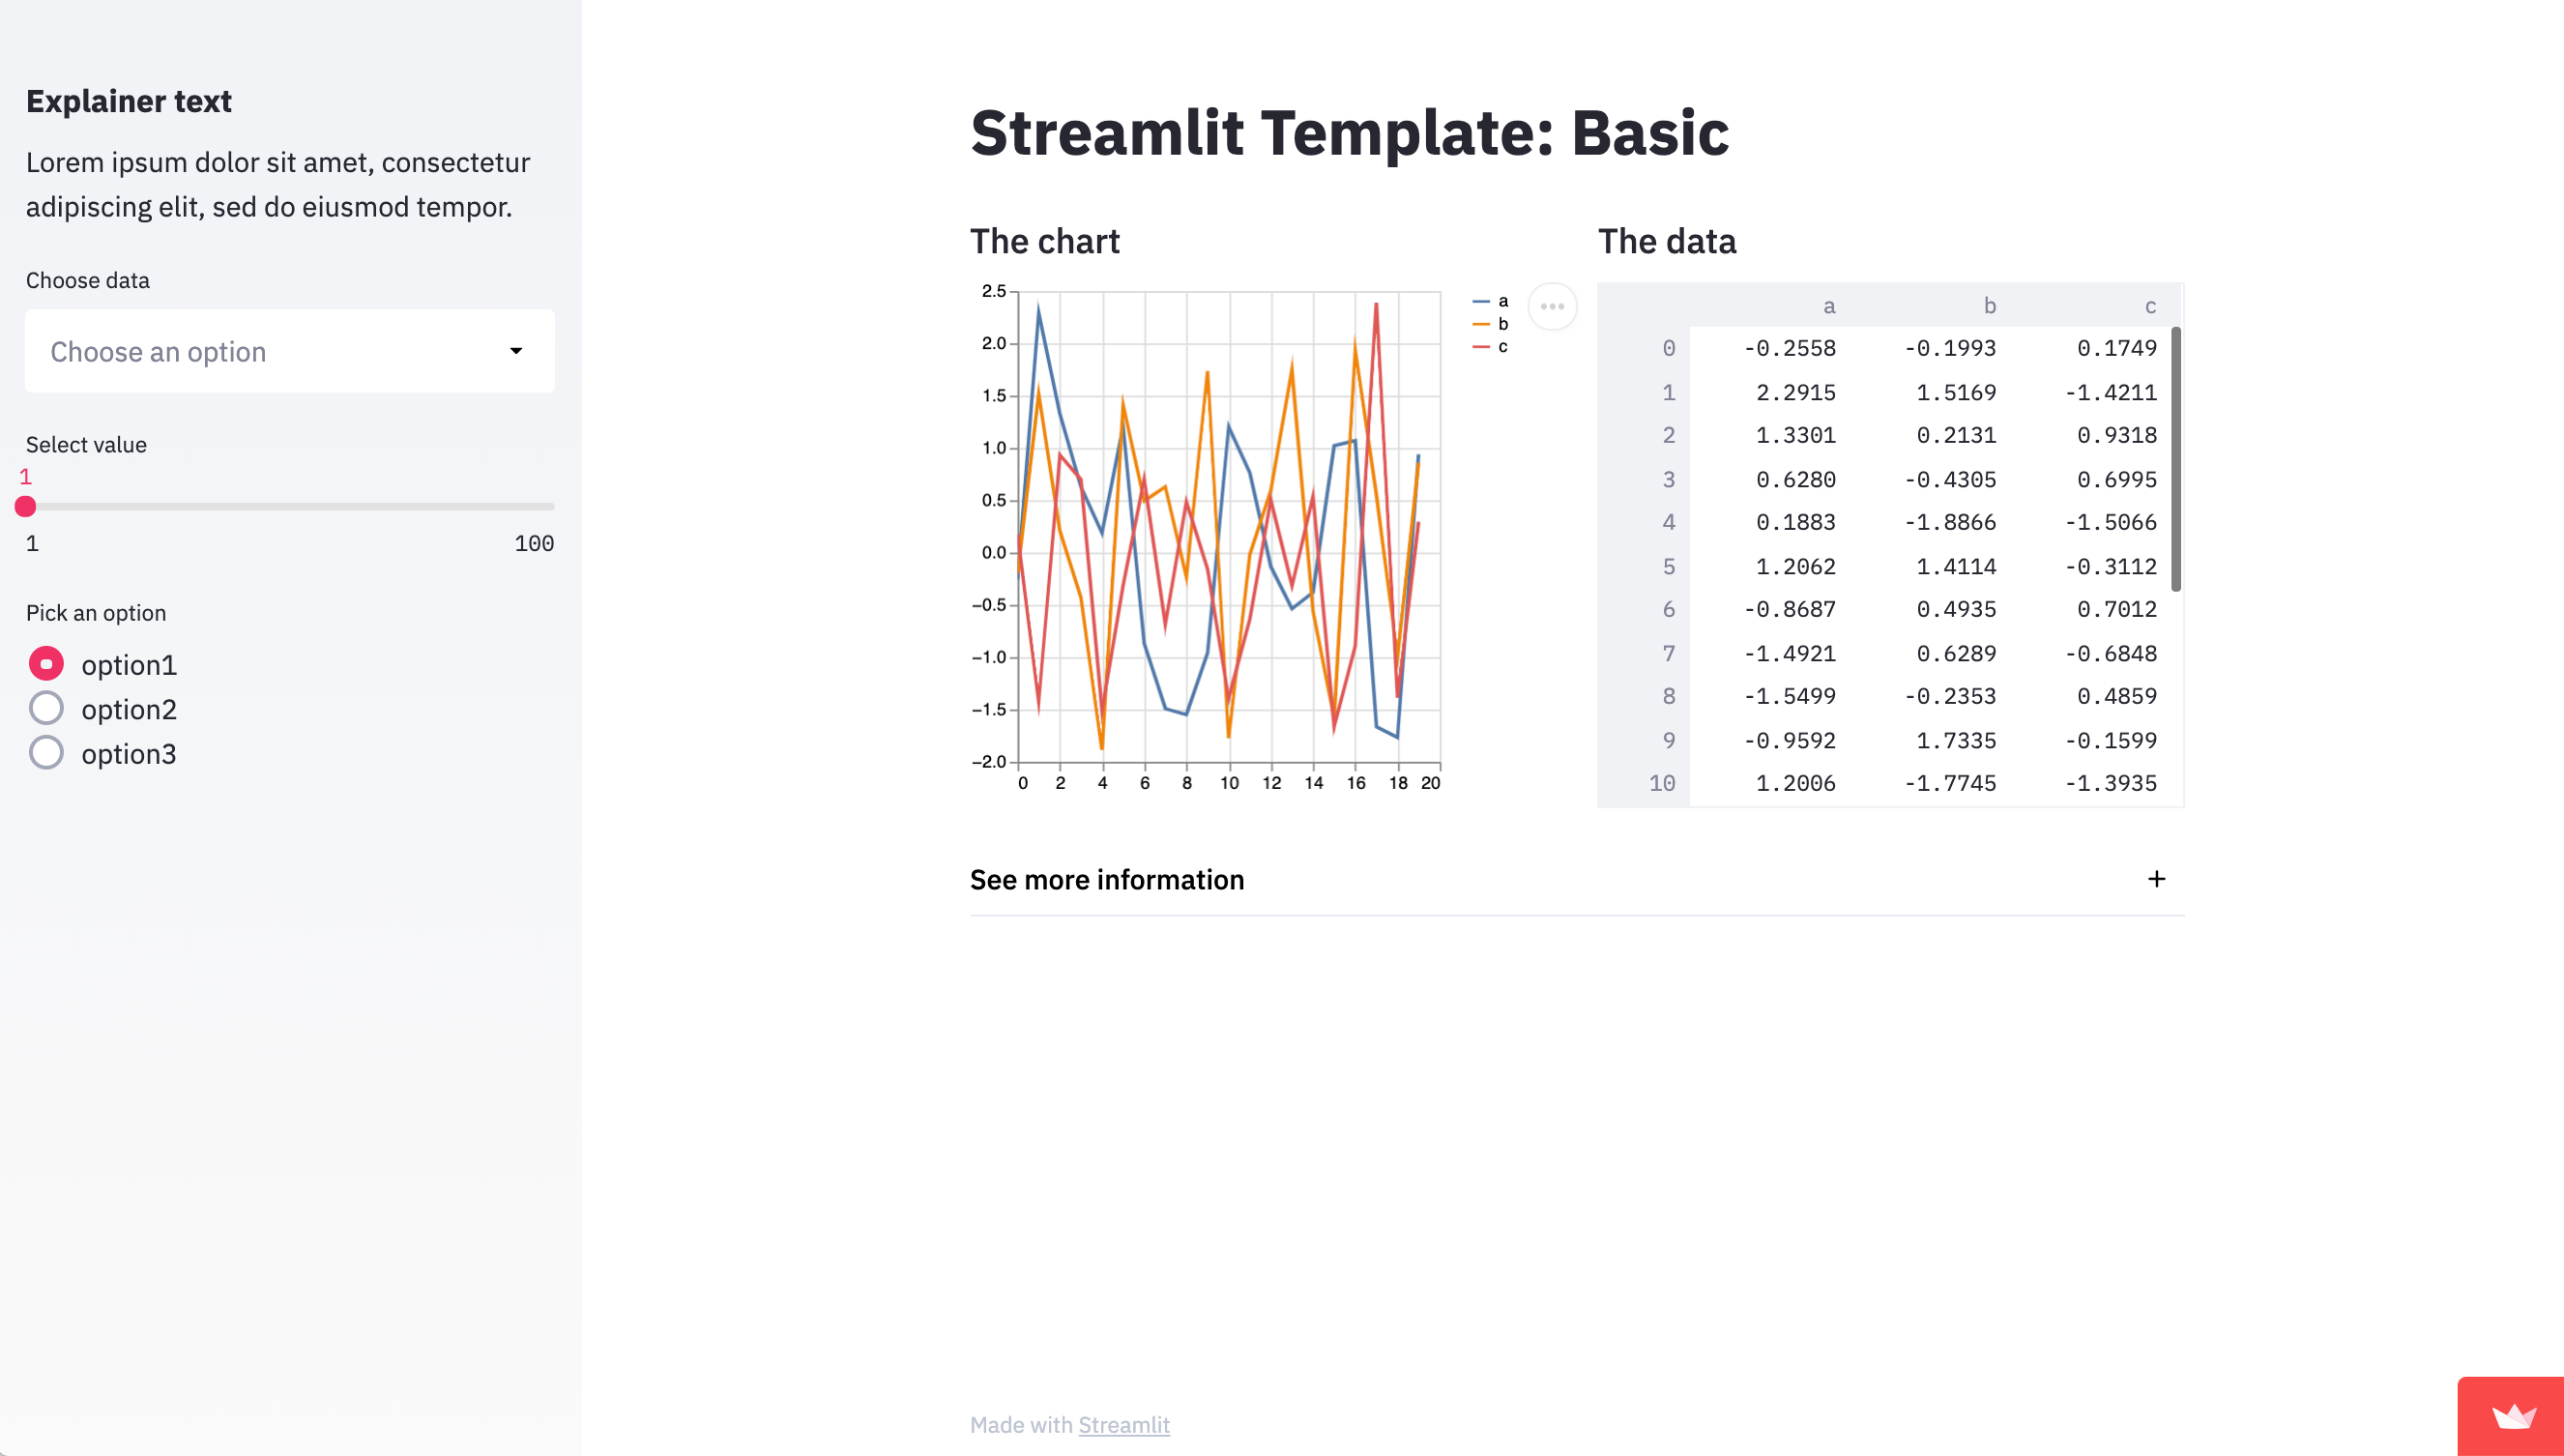 Explainer text
Lorem ipsum dolor sit amet, consectetur
adipiscing elit, sed do eiusmod tempor.
Choose data
Choose an option
Select value
1
1 100
Pick an option
option1
option2
option3
Streamlit Template: Basic
The chart
2.5
2.0
1.5
1.0
0.5
0.0
−0.5
−1.0
−1.5
−2.0
0 2 4 6 8 10 12 14 16 18 20
a
b
c
The data
a b c
0 -0.2558 -0.1993 0.1749
1 2.2915 1.5169 -1.4211
2 1.3301 0.2131 0.9318
3 0.6280 -0.4305 0.6995
4 0.1883 -1.8866 -1.5066
5 1.2062 1.4114 -0.3112
6 -0.8687 0.4935 0.7012
7 -1.4921 0.6289 -0.6848
8 -1.5499 -0.2353 0.4859
9 -0.9592 1.7335 -0.1599
10 1.2006 -1.7745 -1.3935
See more information +
Made with Streamlit